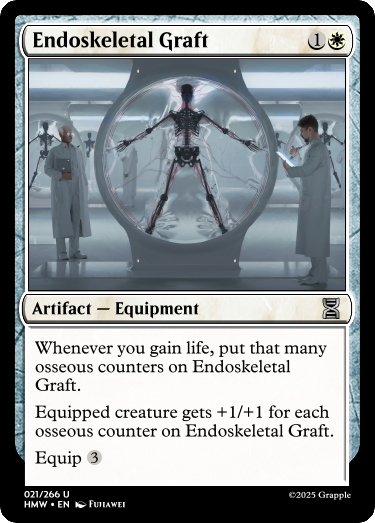 Endoskeletal Graft 1
Artifact — Equipment
Whenever you gain life, put that many
osseous counters on Endoskeletal
Graft.
Equipped creature gets +1/+1 for each
osseous counter on Endoskeletal Graft.
Equip 3
021/266 U
HMW • EN Fuhawei
©2025 Grapple